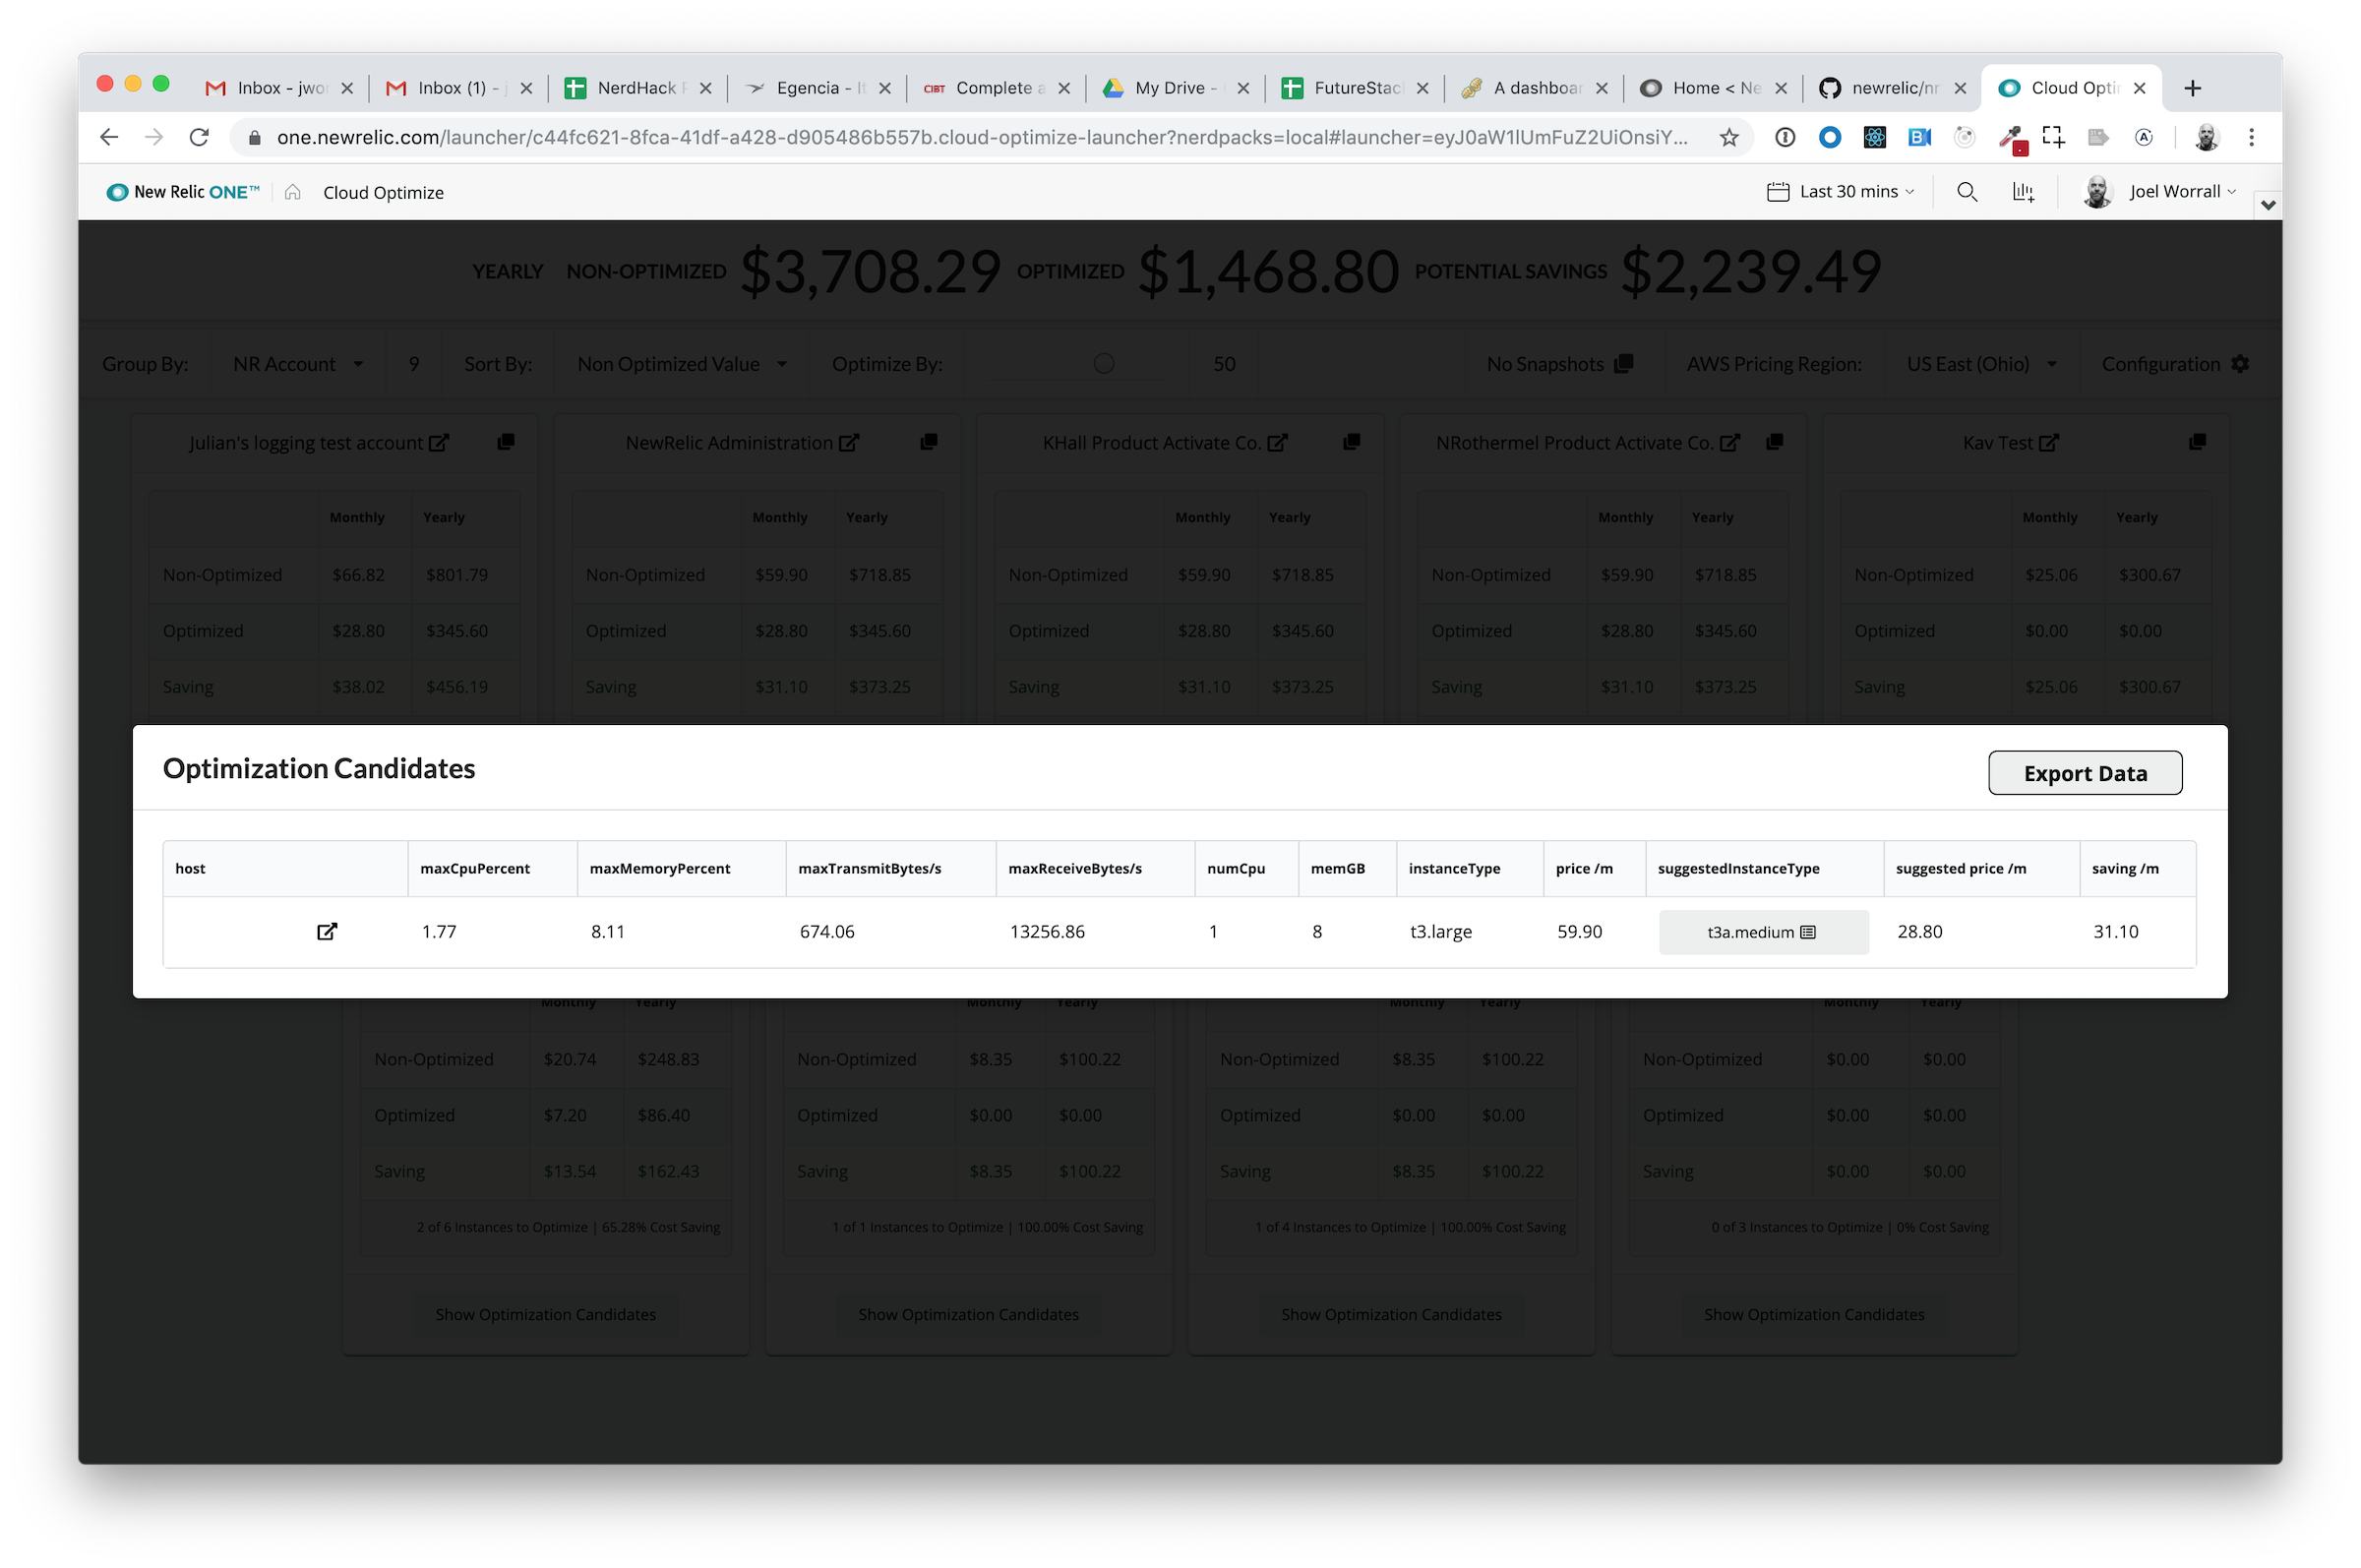 Inbox - jwo
Inbox (1) -
NerdHack
Egencia - It
CIBT Complete a
My Drive -
FutureStac
A dashboar
Home < Ne
newrelic/nr
Cloud Opti
one.newrelic.com/launcher/c44fc621-8fca-41df-a428-d905486b557b.cloud-optimize-launcher?nerdpacks=local#launcher=eyJ0aW1lUmFuZ2UiOnsiY...
New Relic ONE™ Cloud Optimize Last 30 mins Joel Worrall
YEARLY NON-OPTIMIZED $3,708.29 OPTIMIZED $1,468.80 POTENTIAL SAVINGS $2,239.49
Group By: NR Account 9 Sort By: Non Optimized Value Optimize By: 50 No Snapshots AWS Pricing Region: US East (Ohio) Configuration
Julian's logging test account NewRelic Administration KHall Product Activate Co. NRothermel Product Activate Co. Kav Test
Monthly Yearly Monthly Yearly Monthly Yearly Monthly Yearly Monthly Yearly
Non-Optimized $66.82 $801.79 Non-Optimized $59.90 $718.85 Non-Optimized $59.90 $718.85 Non-Optimized $59.90 $718.85 Non-Optimized $25.06 $300.67
Optimized $28.80 $345.60 Optimized $28.80 $345.60 Optimized $28.80 $345.60 Optimized $28.80 $345.60 Optimized $0.00 $0.00
Saving $38.02 $456.19 Saving $31.10 $373.25 Saving $31.10 $373.25 Saving $31.10 $373.25 Saving $25.06 $300.67
Optimization Candidates Export Data
host maxCpuPercent maxMemoryPercent maxTransmitBytes/s maxReceiveBytes/s numCpu memGB instanceType price /m suggestedInstanceType suggested price /m saving /m
1.77 8.11 674.06 13256.86 1 8 t3.large 59.90 t3a.medium 28.80 31.10
Monthly Yearly Monthly Yearly Monthly Yearly Monthly Yearly
Non-Optimized $20.74 $248.83 Non-Optimized $8.35 $100.22 Non-Optimized $8.35 $100.22 Non-Optimized $0.00 $0.00
Optimized $7.20 $86.40 Optimized $0.00 $0.00 Optimized $0.00 $0.00 Optimized $0.00 $0.00
Saving $13.54 $162.43 Saving $8.35 $100.22 Saving $8.35 $100.22 Saving $0.00 $0.00
2 of 6 Instances to Optimize | 65.28% Cost Saving 1 of 1 Instances to Optimize | 100.00% Cost Saving 1 of 4 Instances to Optimize | 100.00% Cost Saving 0 of 3 Instances to Optimize | 0% Cost Saving
Show Optimization Candidates Show Optimization Candidates Show Optimization Candidates Show Optimization Candidates